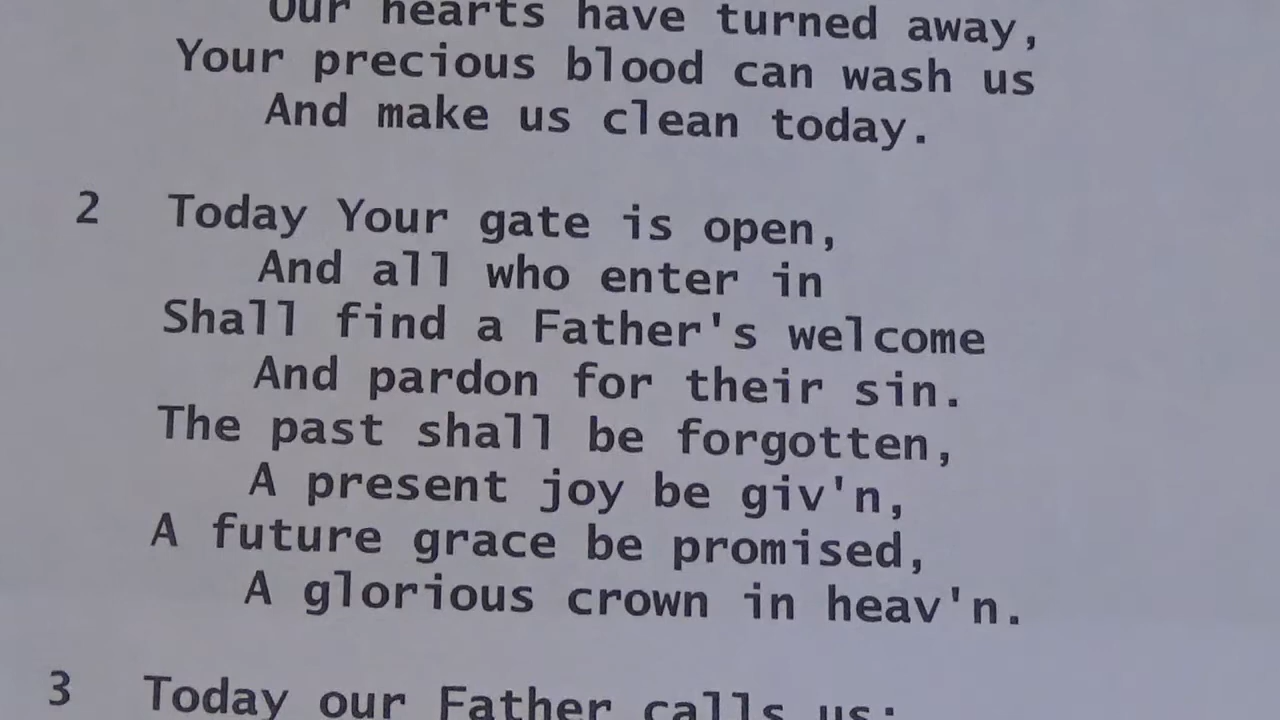 Our hearts have turned away,
Your precious blood can wash us
And make us clean today.
2 Today Your gate is open,
And all who enter in
Shall find a Father's welcome
And pardon for their sin.
The past shall be forgotten,
A present joy be giv'n,
A future grace be promised,
A glorious crown in heav'n.
3 Today our Father calls us;